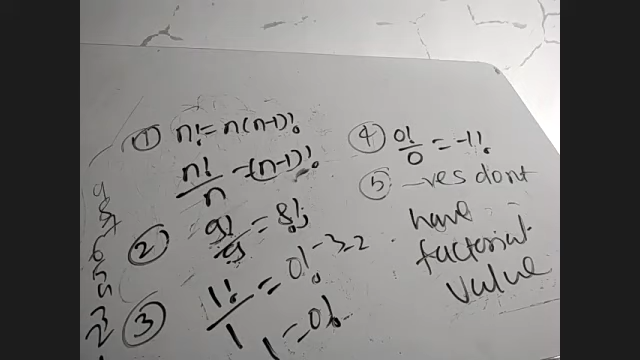 ① n! = n(n-1)!
n!/n = (n-1)!
② 9!/9 = 8!
③ 1!/1 = 0!
1 = 0!
④ 0!/0 = -1!
⑤ -ves dont
have
factorial
value